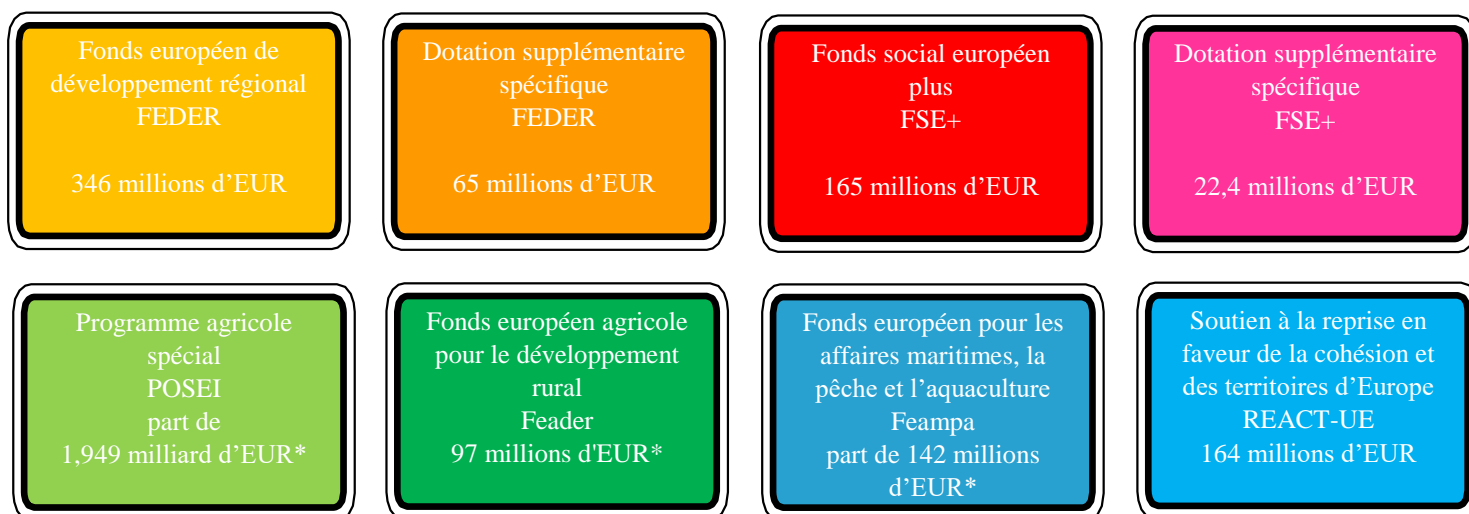 Fonds européen de
développement régional
FEDER
346 millions d’EUR
Dotation supplémentaire
spécifique
FEDER
65 millions d’EUR
Fonds social européen
plus
FSE+
165 millions d’EUR
Dotation supplémentaire
spécifique
FSE+
22,4 millions d’EUR
Programme agricole
spécial
POSEI
part de
1,949 milliard d’EUR*
Fonds européen agricole
pour le développement
rural
Feader
97 millions d'EUR*
Fonds européen pour les
affaires maritimes, la
pêche et l’aquaculture
Feampa
part de 142 millions
d’EUR*
Soutien à la reprise en
faveur de la cohésion et
des territoires d’Europe
REACT-UE
164 millions d’EUR